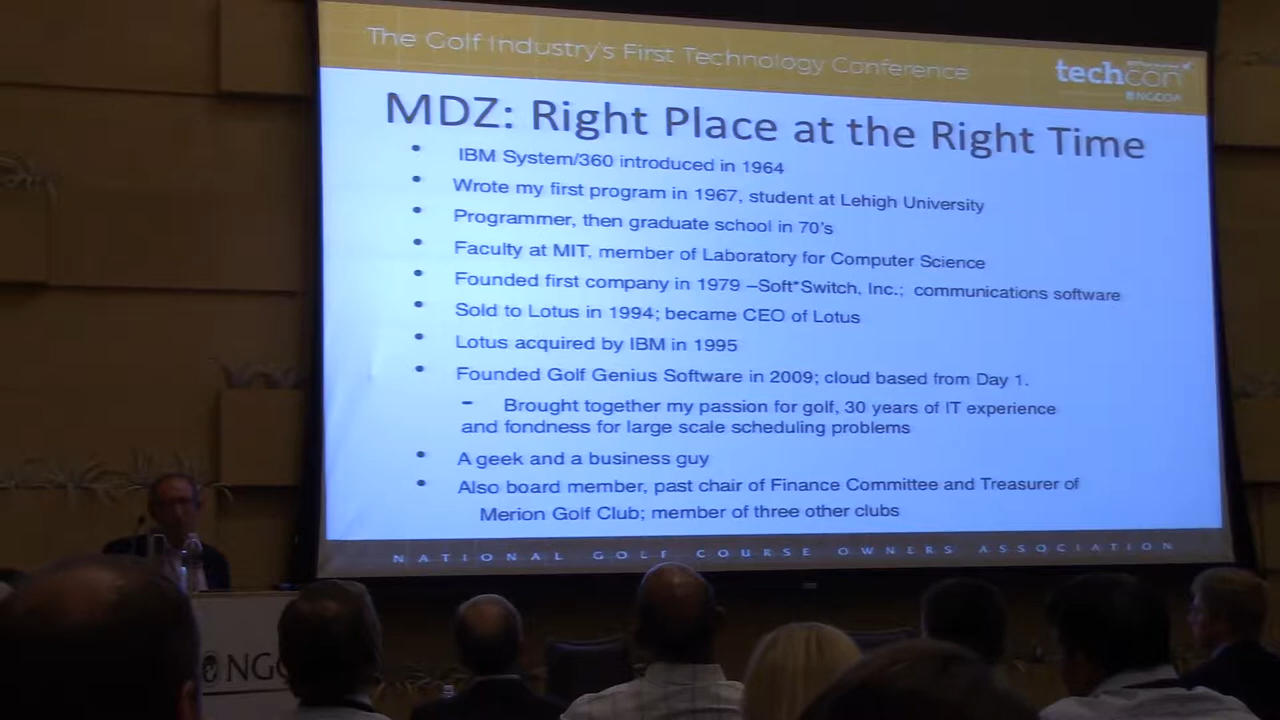 The Golf Industry's First Technology Conference
techcon
NGCOA
MDZ: Right Place at the Right Time
• IBM System/360 introduced in 1964
• Wrote my first program in 1967, student at Lehigh University
• Programmer, then graduate school in 70's
• Faculty at MIT, member of Laboratory for Computer Science
• Founded first company in 1979 –Soft*Switch, Inc.; communications software
• Sold to Lotus in 1994; became CEO of Lotus
• Lotus acquired by IBM in 1995
• Founded Golf Genius Software in 2009; cloud based from Day 1.
– Brought together my passion for golf, 30 years of IT experience
and fondness for large scale scheduling problems
• A geek and a business guy
• Also board member, past chair of Finance Committee and Treasurer of
Merion Golf Club; member of three other clubs
NATIONAL GOLF COURSE OWNERS ASSOCIATION
NGC